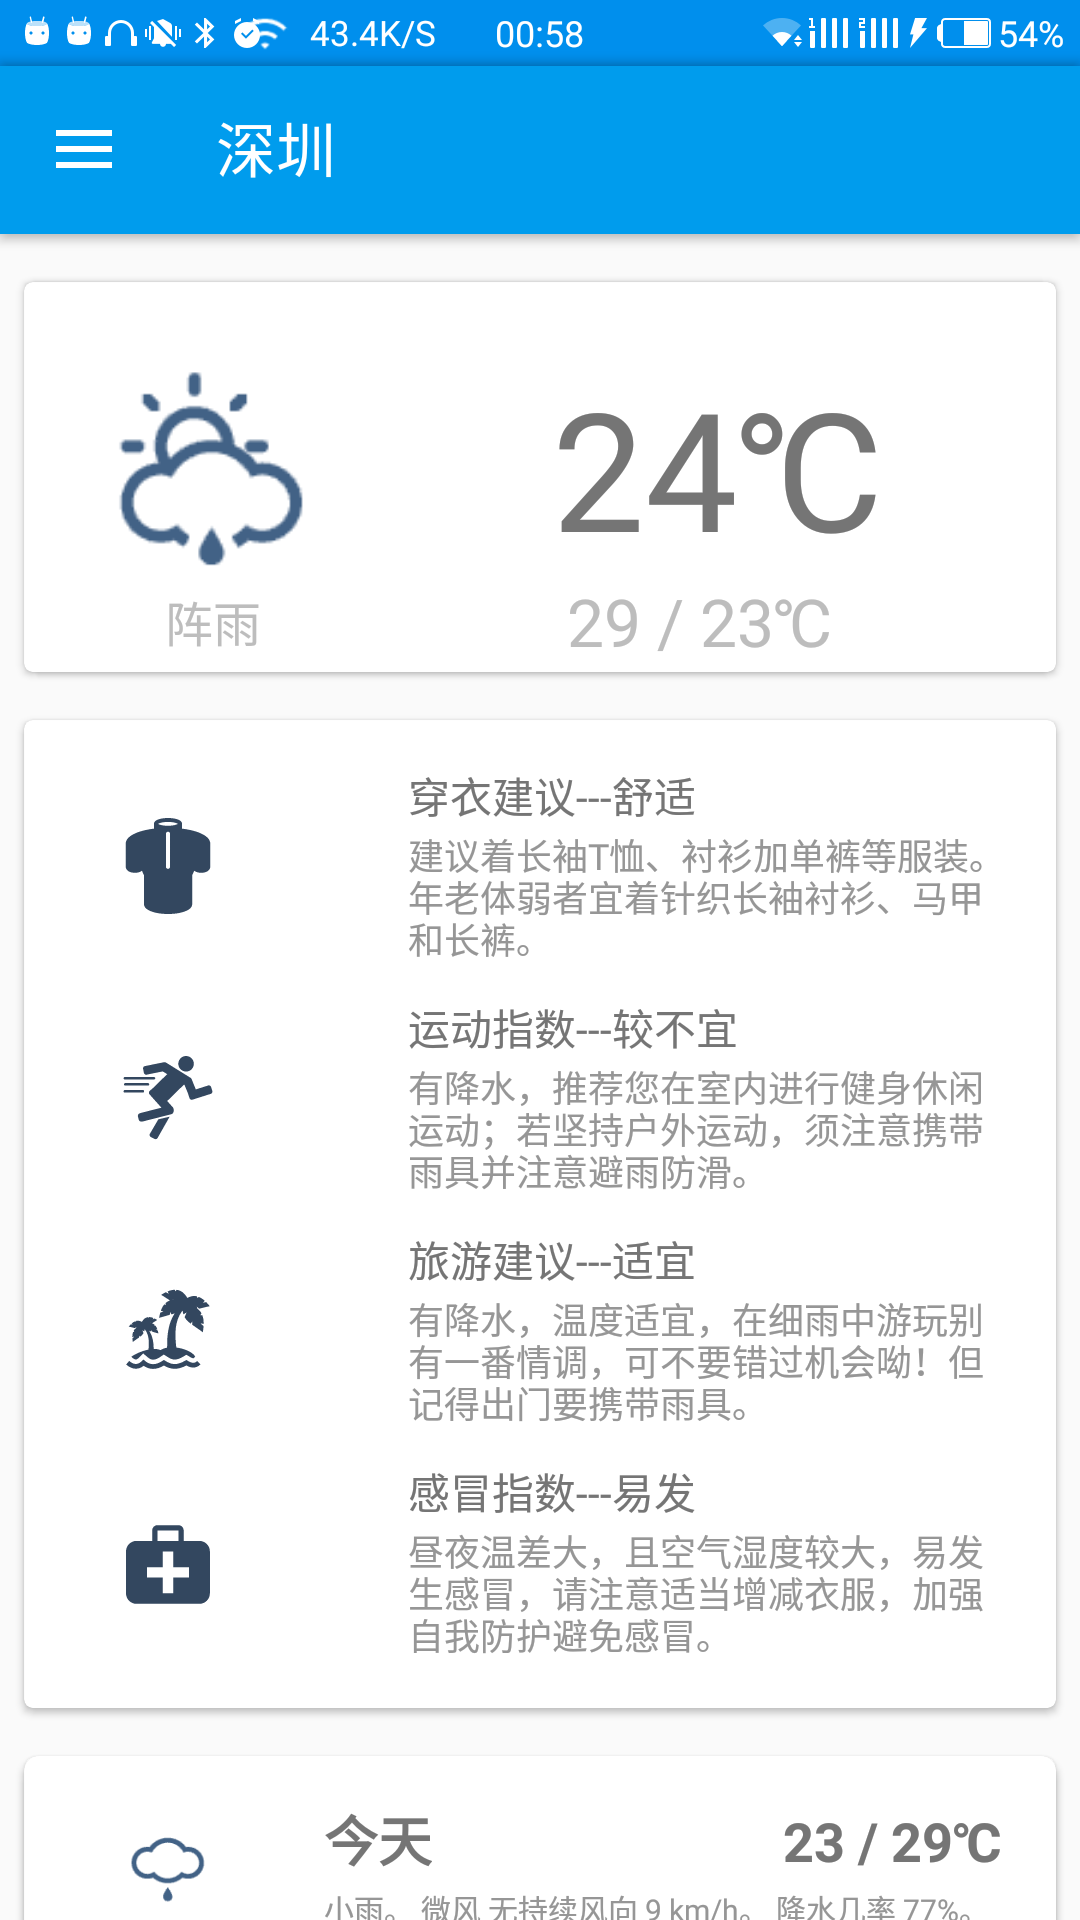 43.4K/S 00:58 1 2 54%
深圳
24℃
阵雨 29 / 23℃
穿衣建议---舒适
建议着长袖T恤、衬衫加单裤等服装。
年老体弱者宜着针织长袖衬衫、马甲
和长裤。
运动指数---较不宜
有降水，推荐您在室内进行健身休闲
运动；若坚持户外运动，须注意携带
雨具并注意避雨防滑。
旅游建议---适宜
有降水，温度适宜，在细雨中游玩别
有一番情调，可不要错过机会呦！但
记得出门要携带雨具。
感冒指数---易发
昼夜温差大，且空气湿度较大，易发
生感冒，请注意适当增减衣服，加强
自我防护避免感冒。
今天 23 / 29℃
小雨。 微风 无持续风向 9 km/h。 降水几率 77%。